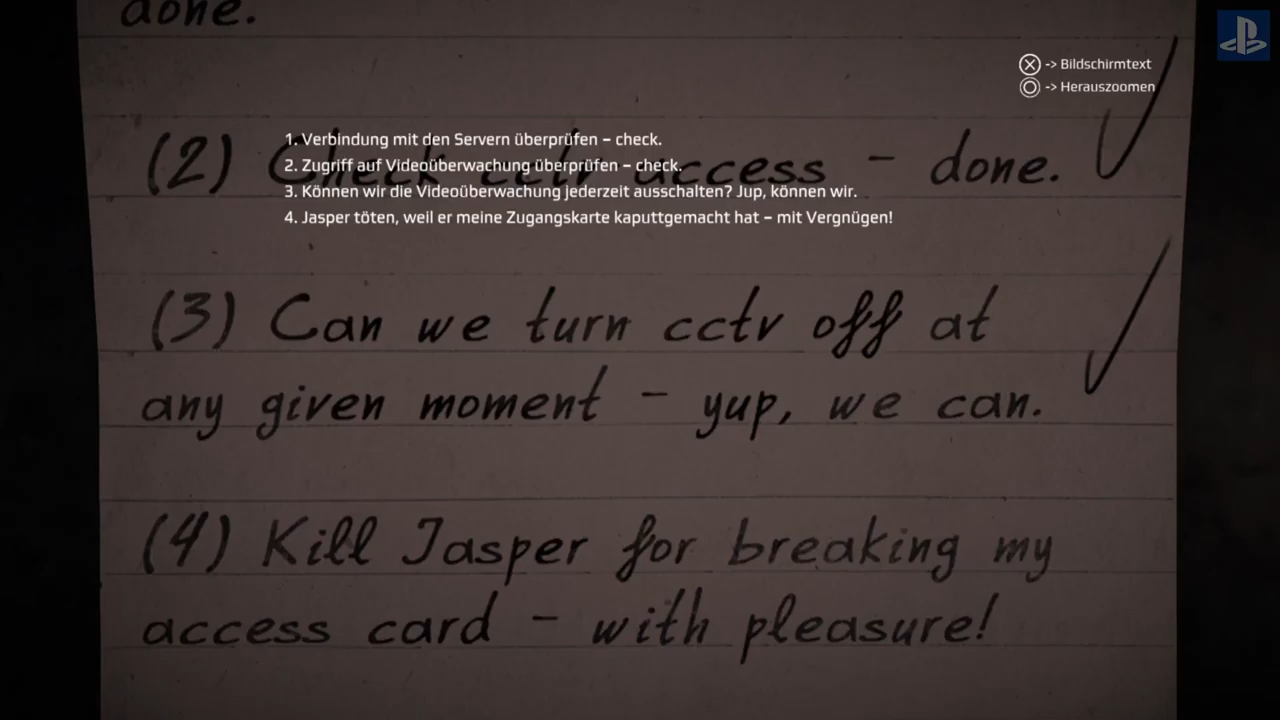 done.
-> Bildschirmtext
-> Herauszoomen
1. Verbindung mit den Servern überprüfen – check.
2. Zugriff auf Videoüberwachung überprüfen – check.
3. Können wir die Videoüberwachung jederzeit ausschalten? Jup, können wir.
4. Jasper töten, weil er meine Zugangskarte kaputtgemacht hat – mit Vergnügen!
(2) Check cctv access - done.
(3) Can we turn cctv off at
any given moment - yup, we can.
(4) Kill Jasper for breaking my
access card - with pleasure!